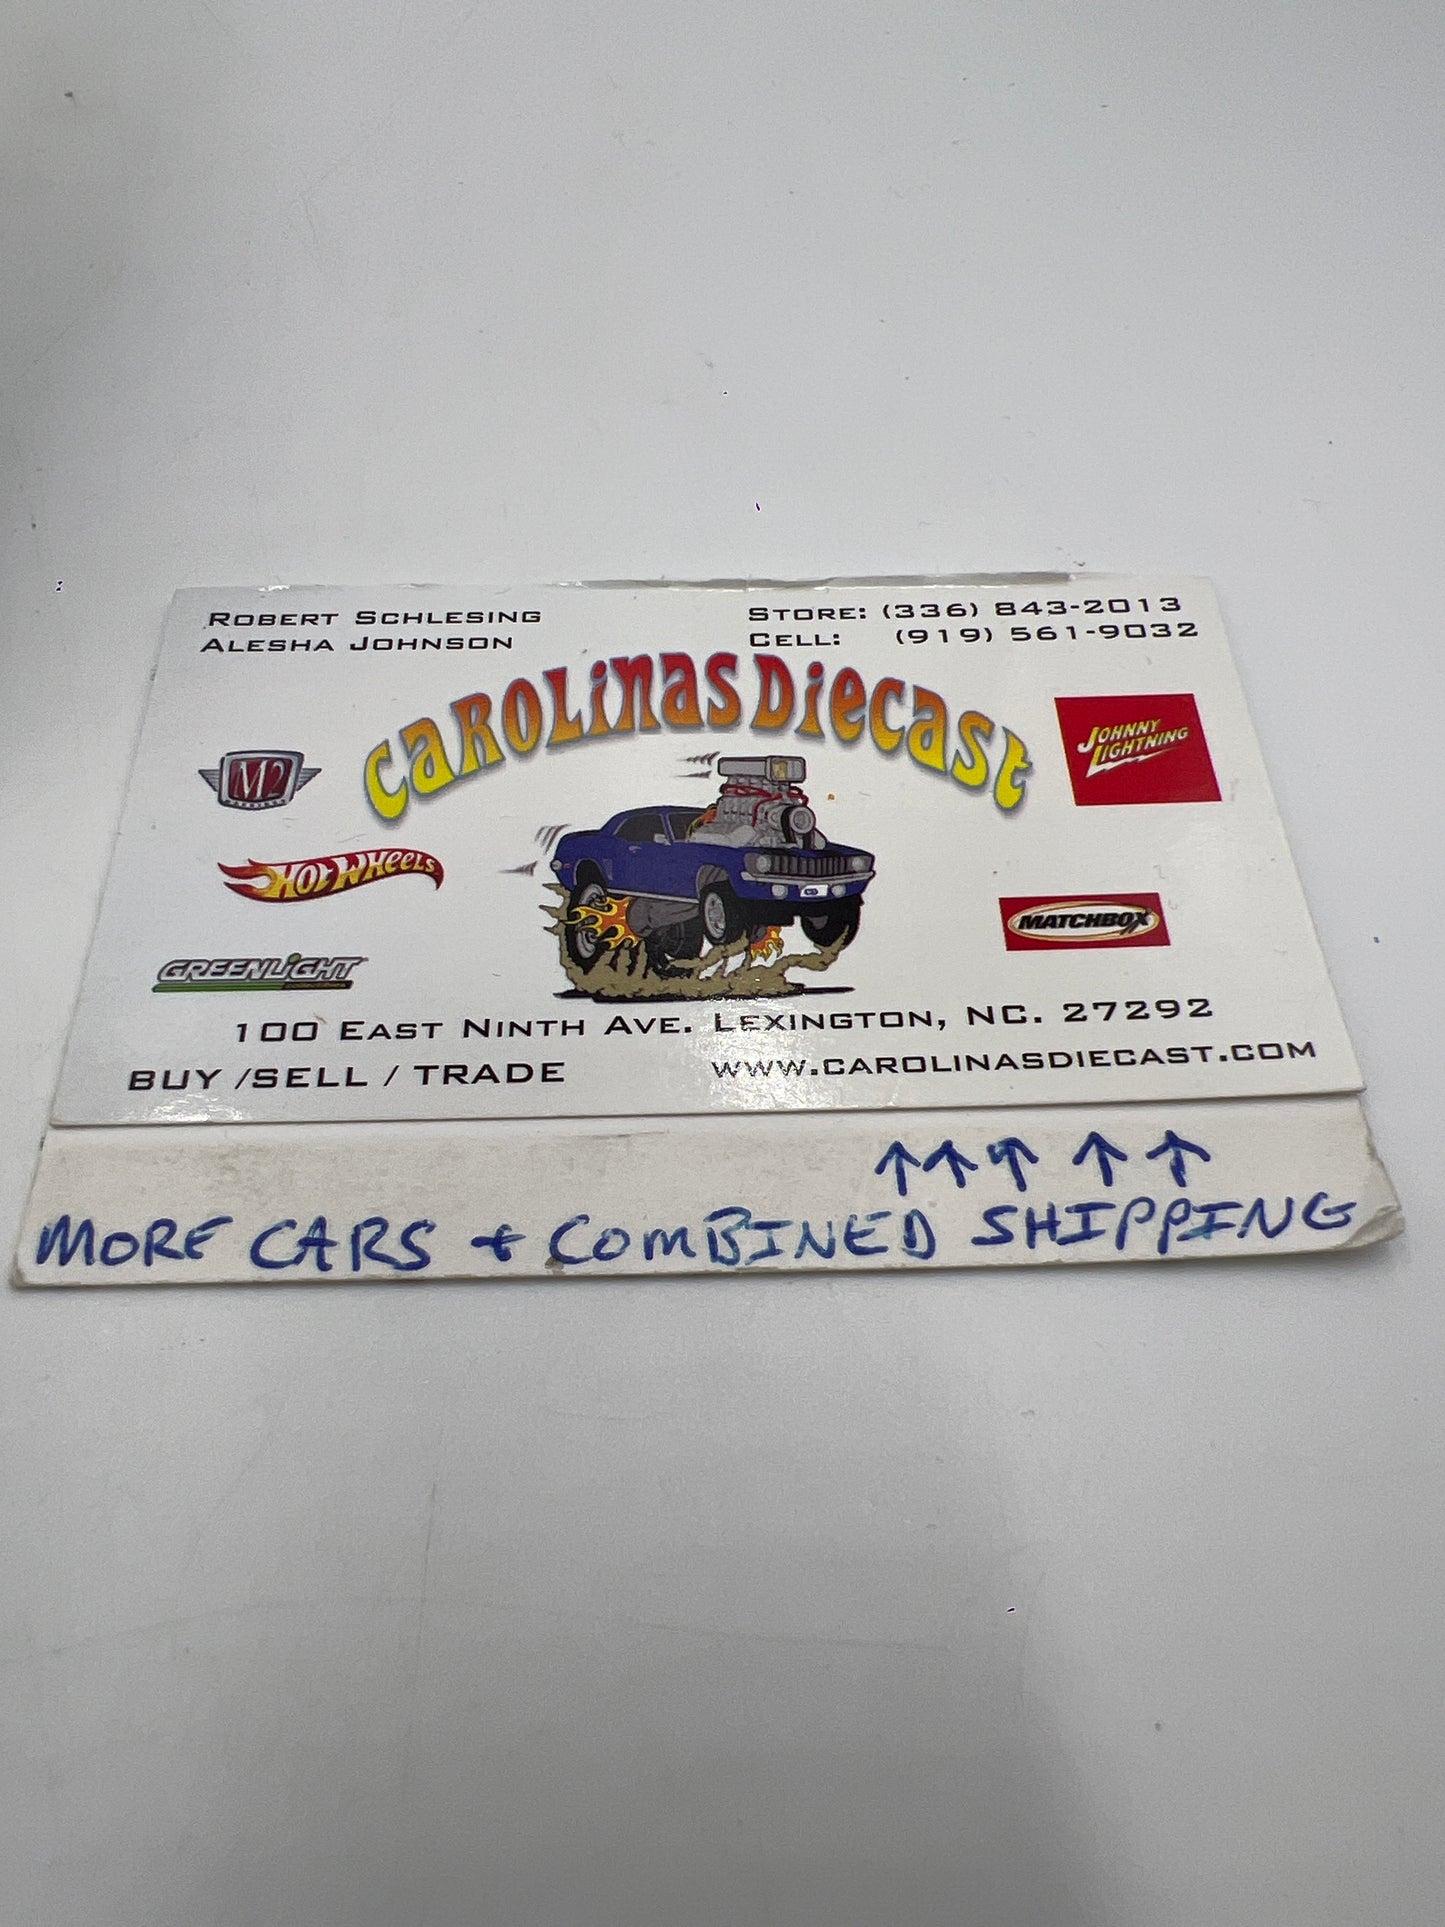 ROBERT SCHLESING
ALESHA JOHNSON
STORE: (336) 843-2013
CELL: (919) 561-9032
CAROLINAS DIECAST
M2
HOT WHEELS
GREENLIGHT
JOHNNY
LIGHTNING
MATCHBOX
100 EAST NINTH AVE. LEXINGTON, NC. 27292
BUY /SELL / TRADE
WWW.CAROLINASDIECAST.COM
↑↑↑ ↑ ↑
MORE CARS + COMBINED SHIPPING